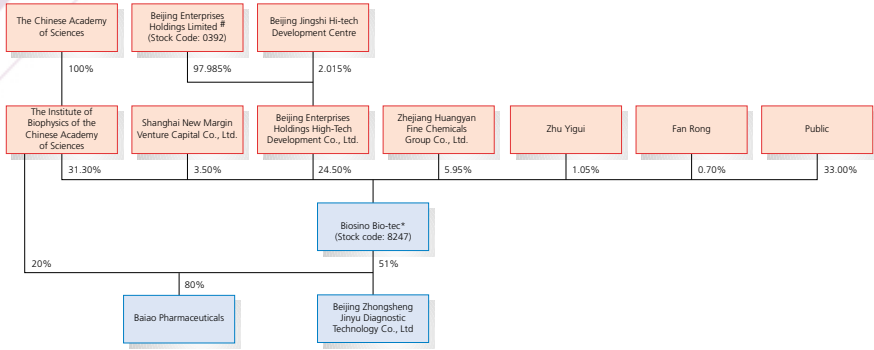 The Chinese Academy
of Sciences
Beijing Enterprises
Holdings Limited #
(Stock Code: 0392)
Beijing Jingshi Hi-tech
Development Centre
100%
97.985%
2.015%
The Institute of
Biophysics of the
Chinese Academy
of Sciences
Shanghai New Margin
Venture Capital Co., Ltd.
Beijing Enterprises
Holdings High-Tech
Development Co., Ltd.
Zhejiang Huangyan
Fine Chemicals
Group Co., Ltd.
Zhu Yigui
Fan Rong
Public
31.30%
3.50%
24.50%
5.95%
1.05%
0.70%
33.00%
Biosino Bio-tec*
(Stock code: 8247)
20%
51%
80%
Baiao Pharmaceuticals
Beijing Zhongsheng
Jinyu Diagnostic
Technology Co., Ltd